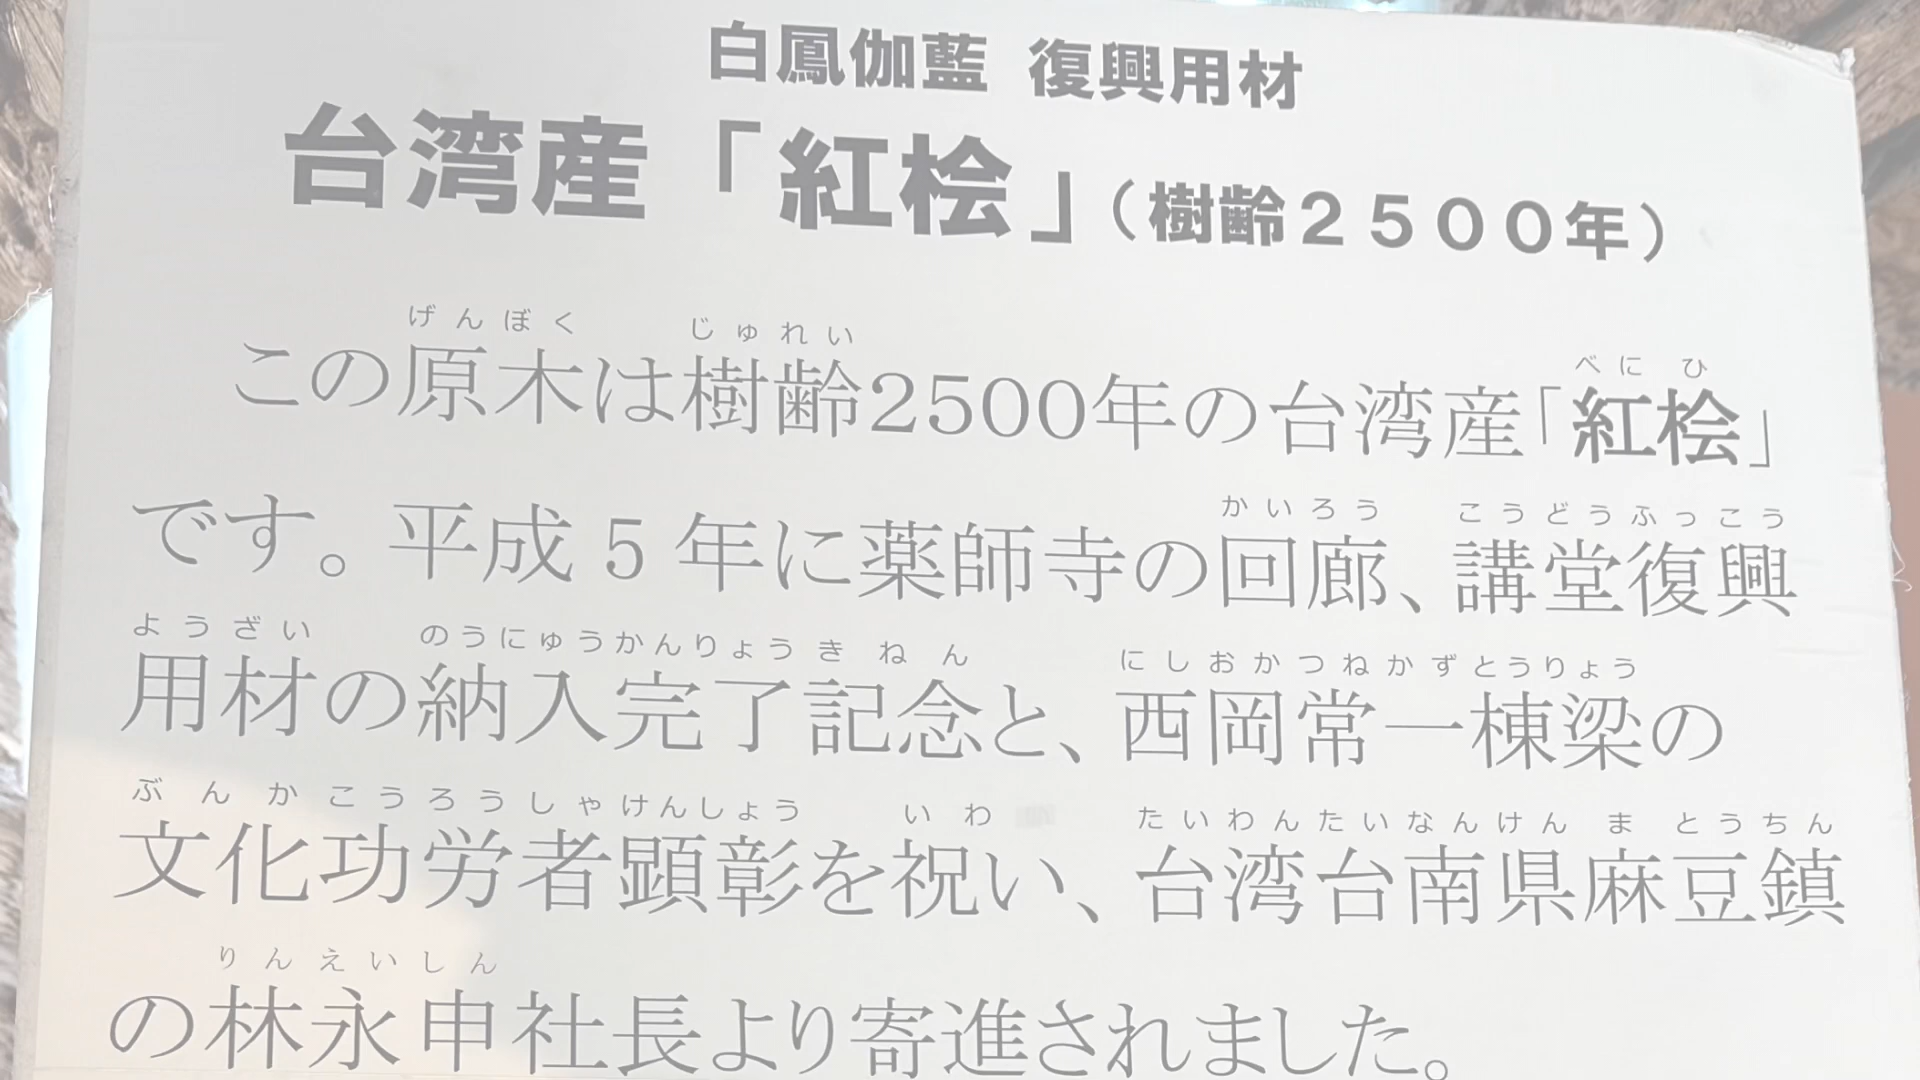 白鳳伽藍 復興用材
台湾産「紅桧」(樹齢2500年)
げんぼく じゅれい べに ひ
この原木は樹齢2500年の台湾産「紅桧」
かいろう こうどうふっこう
です。平成5年に薬師寺の回廊、講堂復興
ようざい のうにゅうかんりょう きねん にしおかつねかずとうりょう
用材の納入完了記念と、西岡常一棟梁の
ぶんかこうろうしゃけんしょう いわ たいわんたいなんけん ま とうちん
文化功労者顕彰を祝い、台湾台南県麻豆鎮
りんえいしん
の林永申社長より寄進されました。